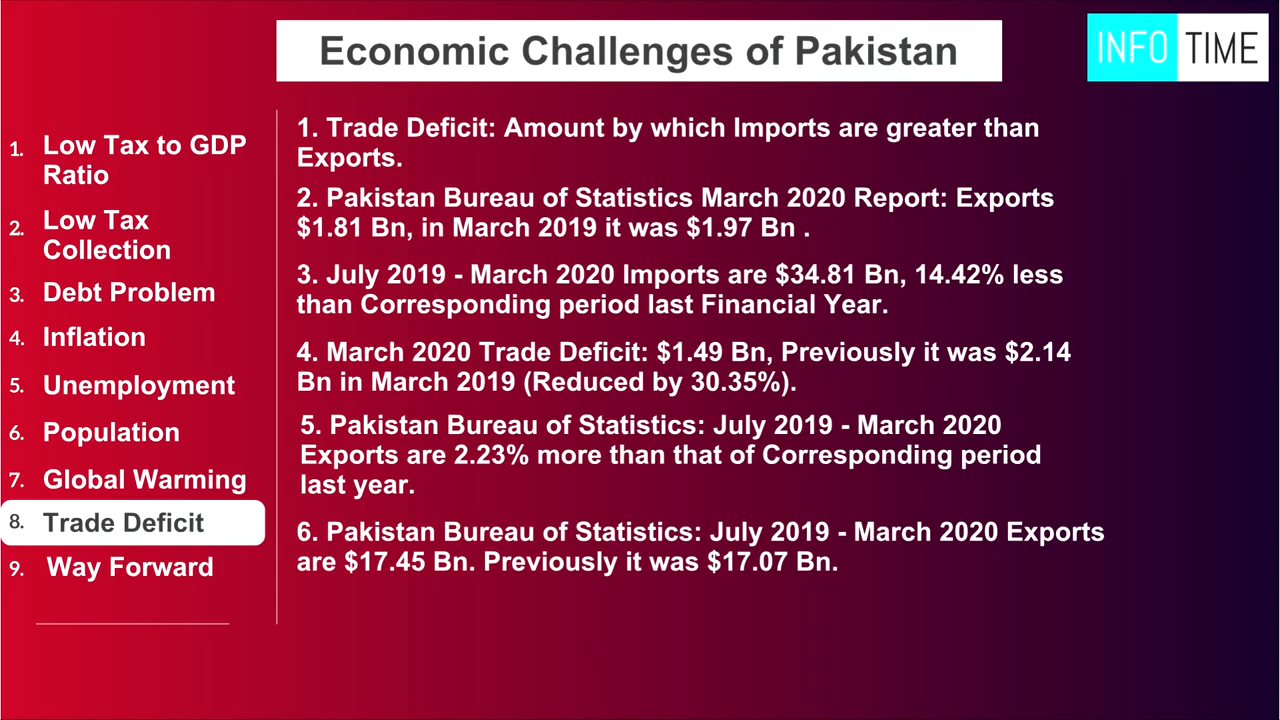 Economic Challenges of Pakistan
INFO TIME
1. Low Tax to GDP
Ratio
2. Low Tax
Collection
3. Debt Problem
4. Inflation
5. Unemployment
6. Population
7. Global Warming
8. Trade Deficit
9. Way Forward
1. Trade Deficit: Amount by which Imports are greater than
Exports.
2. Pakistan Bureau of Statistics March 2020 Report: Exports
$1.81 Bn, in March 2019 it was $1.97 Bn .
3. July 2019 - March 2020 Imports are $34.81 Bn, 14.42% less
than Corresponding period last Financial Year.
4. March 2020 Trade Deficit: $1.49 Bn, Previously it was $2.14
Bn in March 2019 (Reduced by 30.35%).
5. Pakistan Bureau of Statistics: July 2019 - March 2020
Exports are 2.23% more than that of Corresponding period
last year.
6. Pakistan Bureau of Statistics: July 2019 - March 2020 Exports
are $17.45 Bn. Previously it was $17.07 Bn.